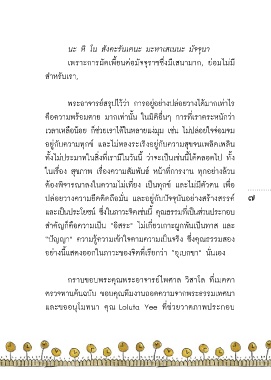 นะ หิ โน สังคะรันเตนะ มะหาเสเนนะ มัจจุนา
เพราะการผัดเพี้ยนต่อมัจจุราชซึ่งมีเสนามาก, ย่อมไม่มี
สำหรับเรา,
พระอาจารย์สรุปไว้ว่า การอยู่อย่างปล่อยวางได้มากเท่าไร
คือความพร้อมตาย มากเท่านั้น ในมิติอื่นๆ การที่เราตระหนักว่า
เวลาเหลือน้อย ก็ช่วยเราได้ในหลายแง่มุม เช่น ไม่ปล่อยใจจ่อมจม
อยู่กับความทุกข์ และไม่หลงระเริงอยู่กับความสุขจนเพลิดเพลิน
ทั้งไม่ประมาทในสิ่งที่เรามีในวันนี้ ว่าจะเป็นเช่นนี้ได้ตลอดไป ทั้ง
ในเรื่อง สุขภาพ เรื่องความสัมพันธ์ หน้าที่การงาน ทุกอย่างล้วน
ต้องพิจารณาลงในความไม่เที่ยง เป็นทุกข์ และไม่มีตัวตน เพื่อ
ปล่อยวางความยึดติดถือมั่น และอยู่กับปัจจุบันอย่างสร้างสรรค์
และเป็นประโยชน์ ซึ่งในภาวะจิตเช่นนี้ คุณธรรมที่เป็นส่วนประกอบ
สำคัญก็คือความเป็น "อิสระ" ไม่เกี่ยวเกาะผูกพันเป็นทาส และ
"ปัญญา" ความรู้ความเข้าใจตามความเป็นจริง ซึ่งคุณธรรมสอง
อย่างนี้แสดงออกในภาวะของจิตที่เรียกว่า "อุเบกขา" นั่นเอง
กราบขอบพระคุณพระอาจารย์ไพศาล วิสาโล ที่เมตตา
ตรวจทานต้นฉบับ ขอบคุณทีมงานถอดความจากพระธรรมเทศนา
และขออนุโมทนา คุณ Loluta Yee ที่ช่วยวาดภาพประกอบ
๗